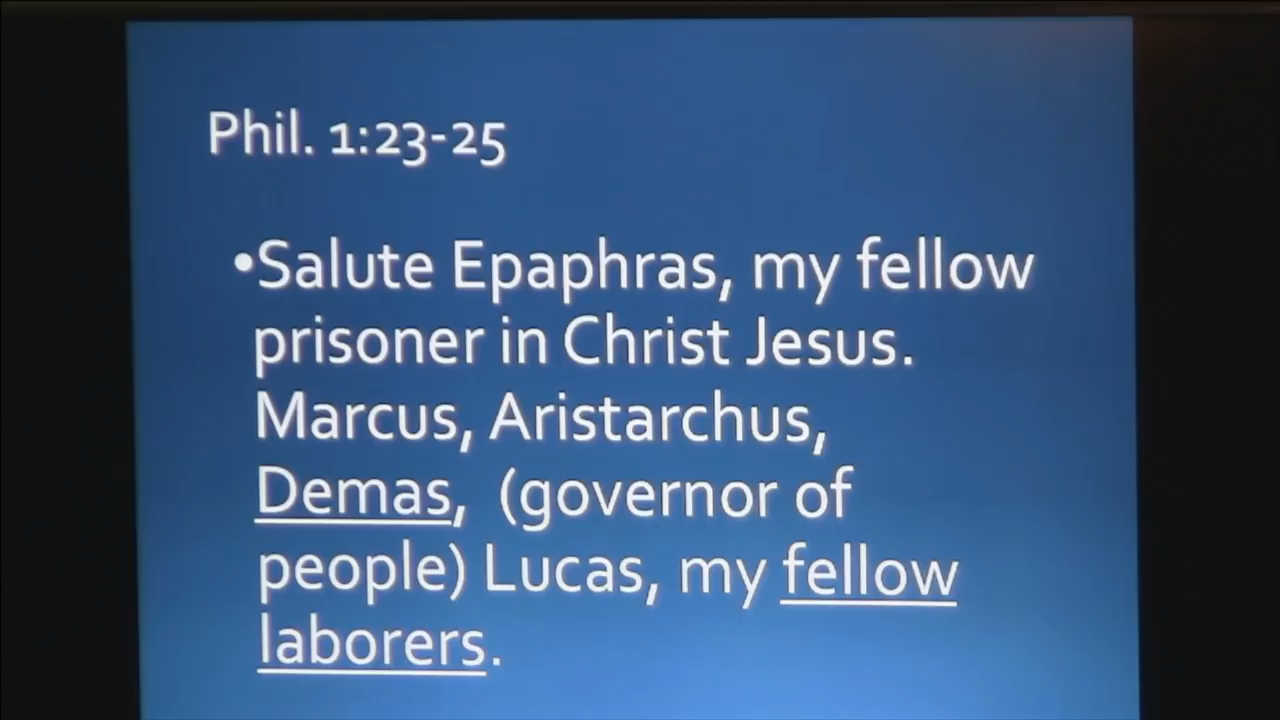 Phil. 1:23-25
•Salute Epaphras, my fellow
prisoner in Christ Jesus.
Marcus, Aristarchus,
Demas, (governor of
people) Lucas, my fellow
laborers.